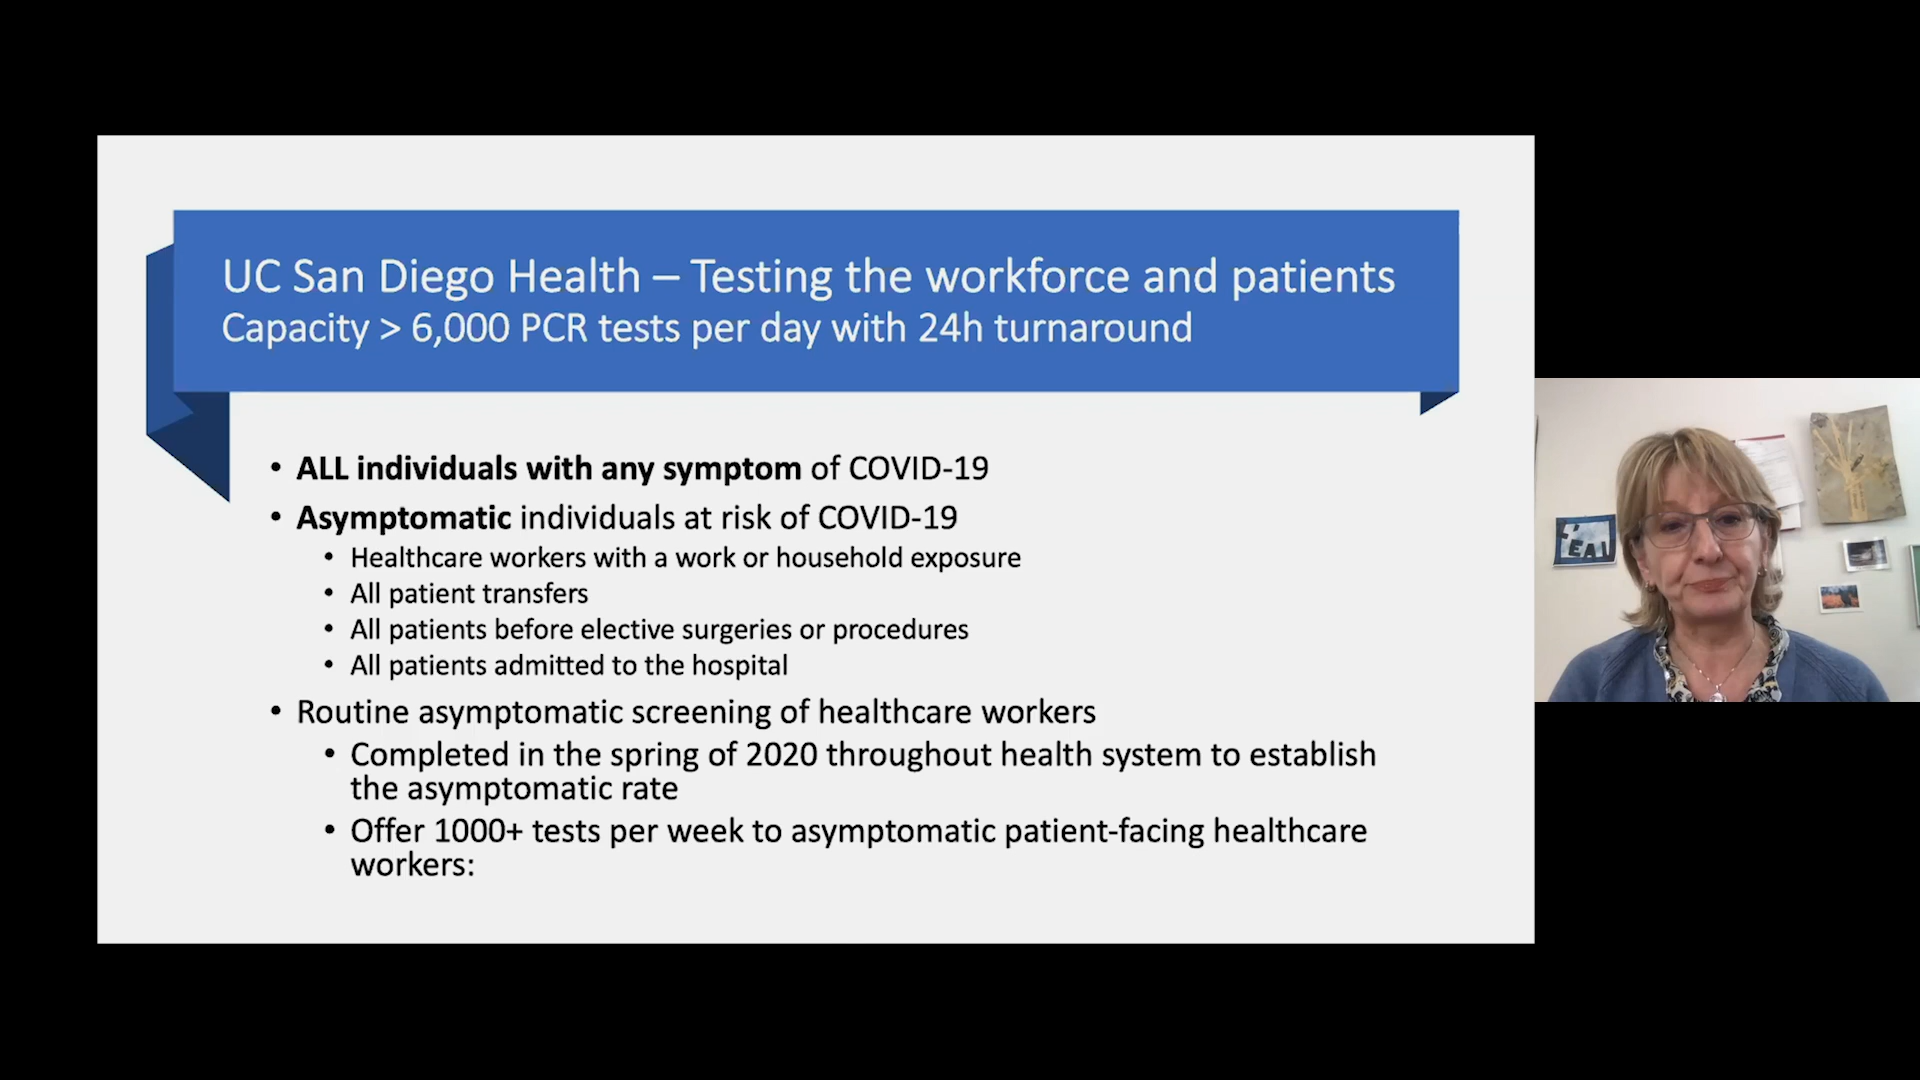 UC San Diego Health – Testing the workforce and patients
Capacity > 6,000 PCR tests per day with 24h turnaround
• ALL individuals with any symptom of COVID-19
• Asymptomatic individuals at risk of COVID-19
• Healthcare workers with a work or household exposure
• All patient transfers
• All patients before elective surgeries or procedures
• All patients admitted to the hospital
• Routine asymptomatic screening of healthcare workers
• Completed in the spring of 2020 throughout health system to establish
the asymptomatic rate
• Offer 1000+ tests per week to asymptomatic patient-facing healthcare
workers: